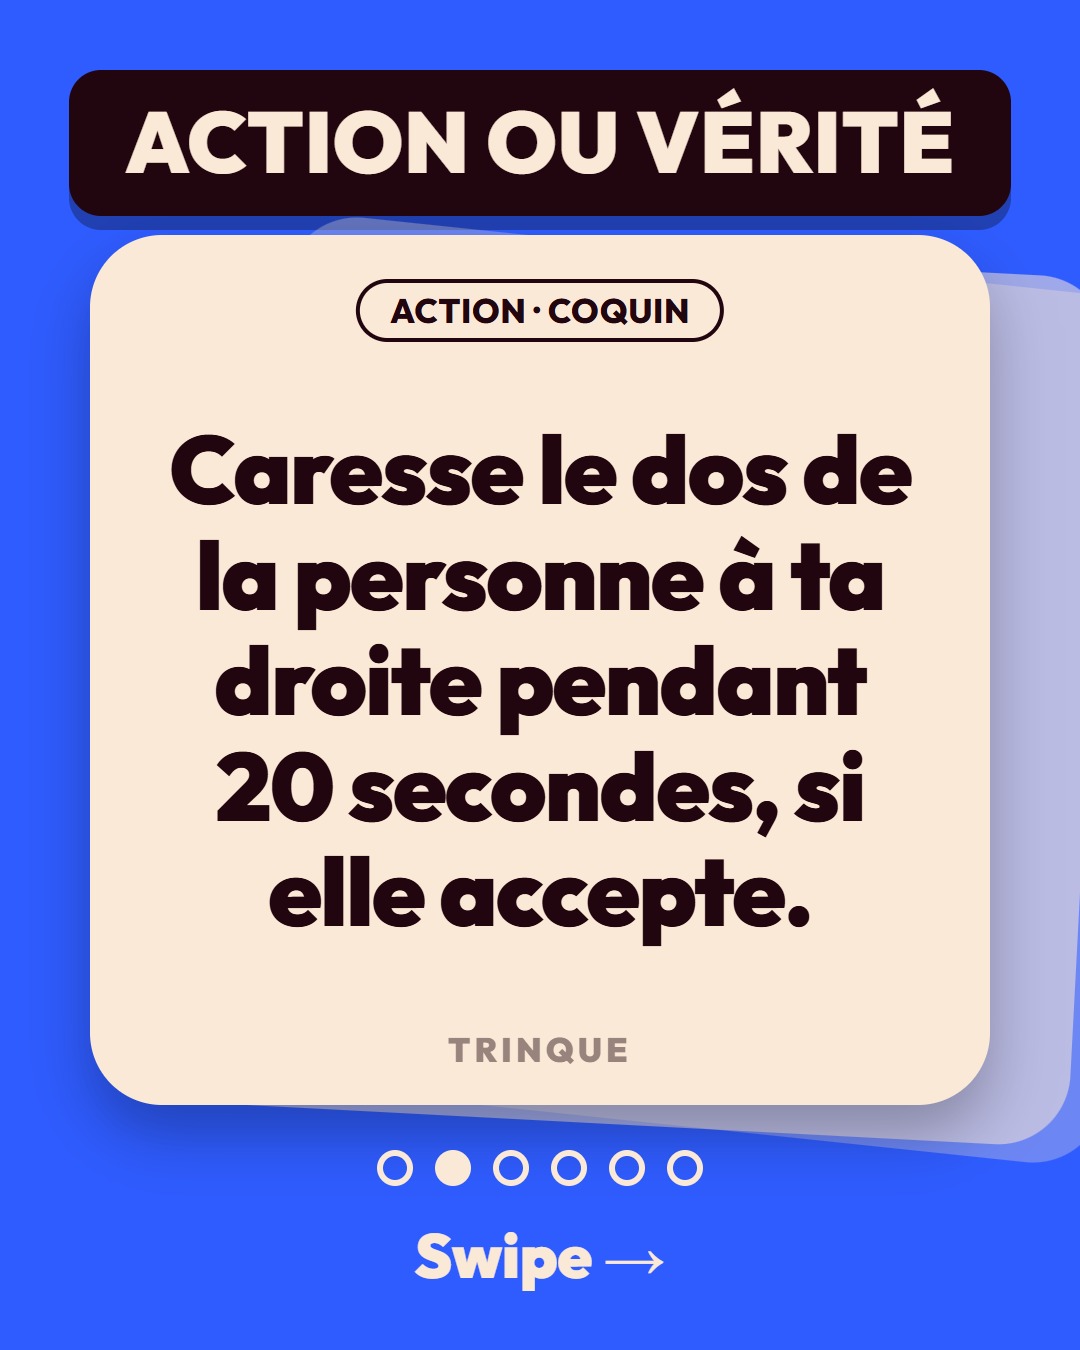 ACTION OU VÉRITÉ
ACTION · COQUIN
Caresse le dos de
la personne à ta
droite pendant
20 secondes, si
elle accepte.
TRINQUE
Swipe →